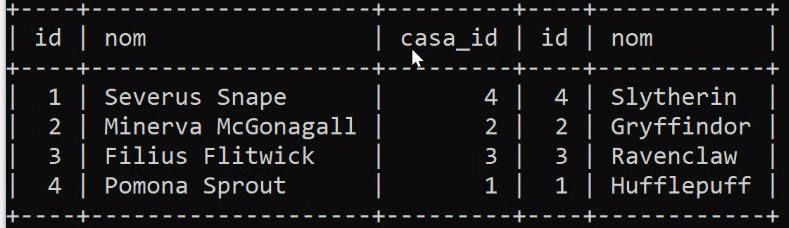 +----+------------------+---------+----+------------+
| id | nom              | casa_id | id | nom        |
+----+------------------+---------+----+------------+
| 1 | Severus Snape | 4 | 4 | Slytherin |
| 2 | Minerva McGonagall | 2 | 2 | Gryffindor |
| 3 | Filius Flitwick | 3 | 3 | Ravenclaw |
| 4 | Pomona Sprout | 1 | 1 | Hufflepuff |
+----+------------------+---------+----+------------+